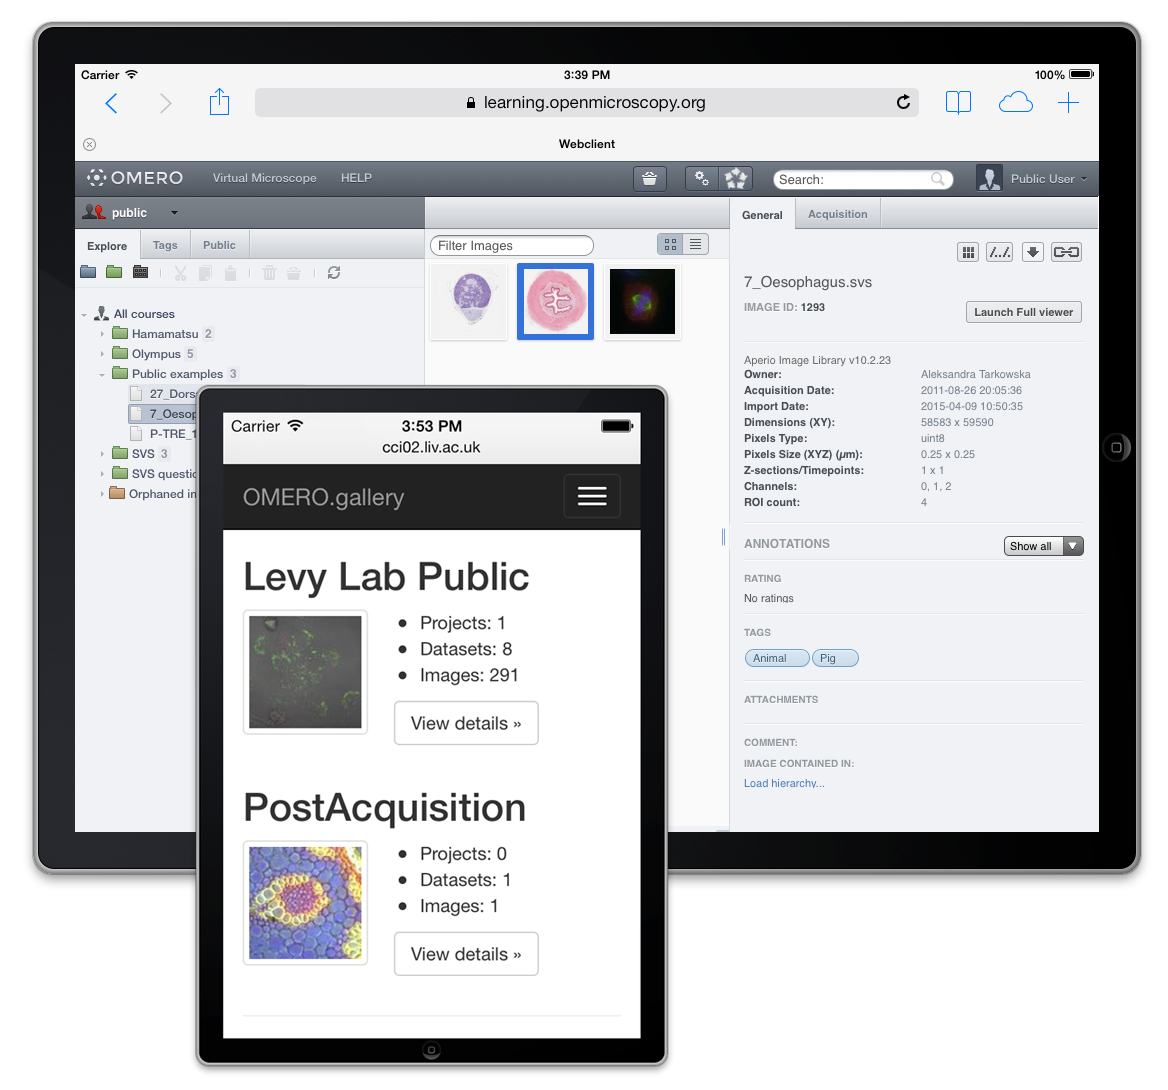 Carrier 3:39 PM 100%
learning.openmicroscopy.org
Webclient
OMERO Virtual Microscope HELP Search: Public User
public
Explore Tags Public
All courses
Hamamatsu 2
Olympus 5
Public examples 3
27_Dors
7_Oesop
P-TRE_1
SVS 3
SVS questic
Orphaned in
Filter Images
General Acquisition
7_Oesophagus.svs
IMAGE ID: 1293
Launch Full viewer
Aperio Image Library v10.2.23
Owner: Aleksandra Tarkowska
Acquisition Date: 2011-08-26 20:05:36
Import Date: 2015-04-09 10:50:35
Dimensions (XY): 58583 x 59590
Pixels Type: uint8
Pixels Size (XYZ) (µm): 0.25 x 0.25
Z-sections/Timepoints: 1 x 1
Channels: 0, 1, 2
ROI count: 4
ANNOTATIONS Show all
RATING
No ratings
TAGS
Animal Pig
ATTACHMENTS
COMMENT:
IMAGE CONTAINED IN:
Load hierarchy...
Carrier 3:53 PM
cci02.liv.ac.uk
OMERO.gallery
Levy Lab Public
• Projects: 1
• Datasets: 8
• Images: 291
View details »
PostAcquisition
• Projects: 0
• Datasets: 1
• Images: 1
View details »